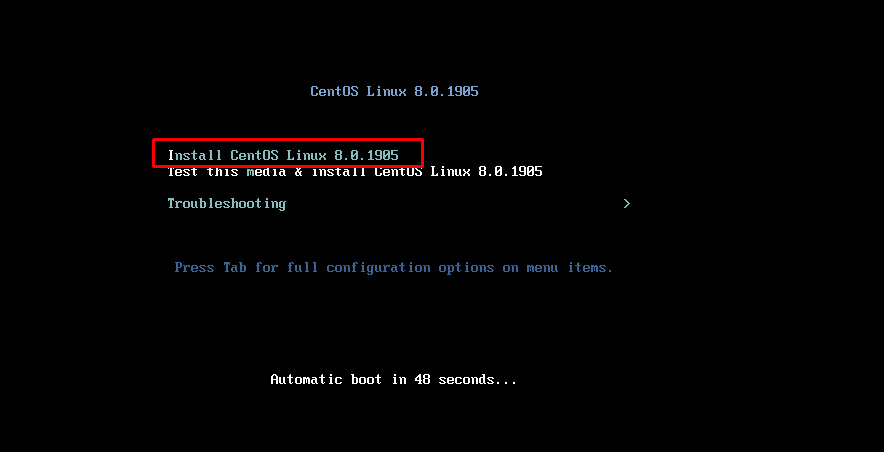 CentOS Linux 8.0.1905
Install CentOS Linux 8.0.1905
Test this media & install CentOS Linux 8.0.1905
Troubleshooting >
Press Tab for full configuration options on menu items.
Automatic boot in 48 seconds...